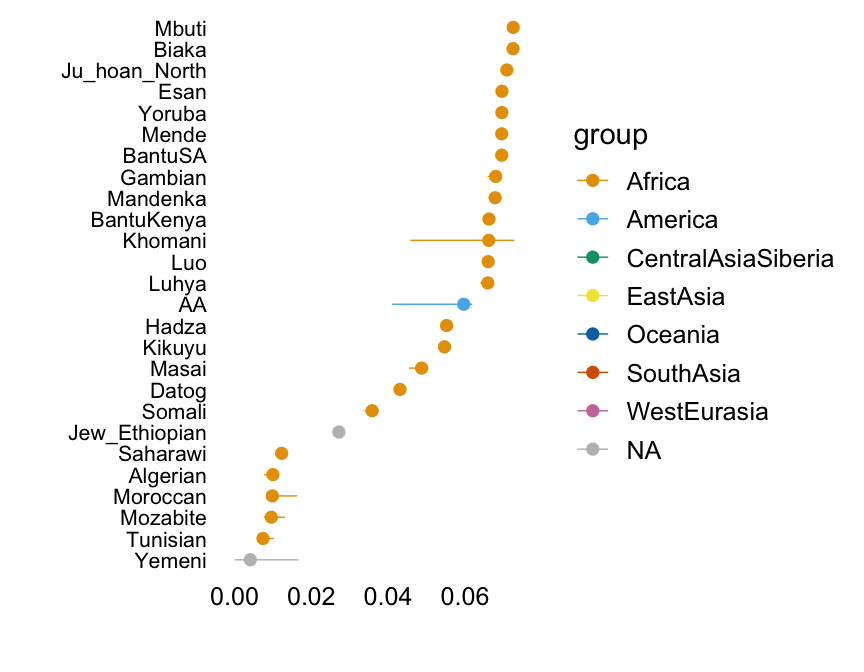 Mbuti
Biaka
Ju_hoan_North
Esan
Yoruba
Mende
BantuSA
Gambian
Mandenka
BantuKenya
Khomani
Luo
Luhya
AA
Hadza
Kikuyu
Masai
Datog
Somali
Jew_Ethiopian
Saharawi
Algerian
Moroccan
Mozabite
Tunisian
Yemeni
0.00 0.02 0.04 0.06
group
Africa
America
CentralAsiaSiberia
EastAsia
Oceania
SouthAsia
WestEurasia
NA